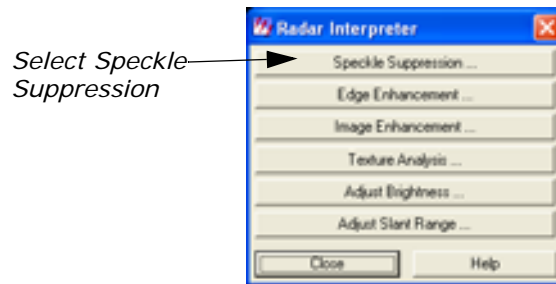 Radar Interpreter
Select Speckle
Suppression
Speckle Suppression ...
Edge Enhancement ...
Image Enhancement ...
Texture Analysis ...
Adjust Brightness ...
Adjust Slant Range ...
Close Help